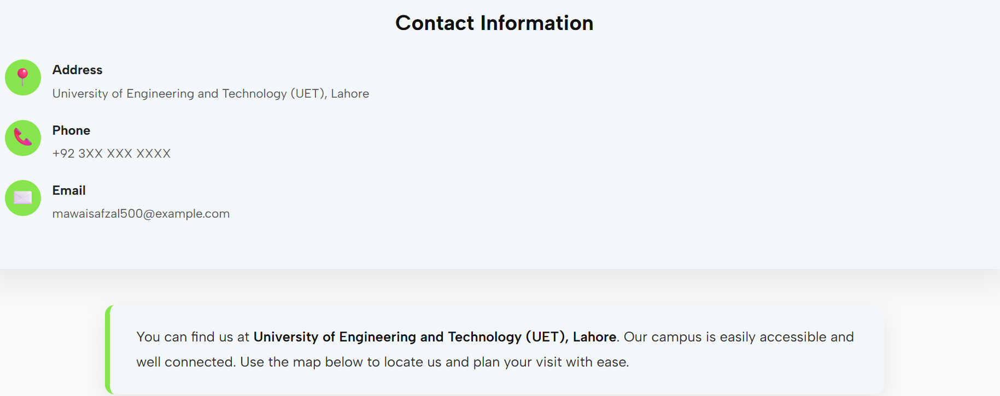 Contact Information
Address
University of Engineering and Technology (UET), Lahore
Phone
+92 3XX XXX XXXX
Email
mawaisafzal500@example.com
You can find us at University of Engineering and Technology (UET), Lahore. Our campus is easily accessible and
well connected. Use the map below to locate us and plan your visit with ease.